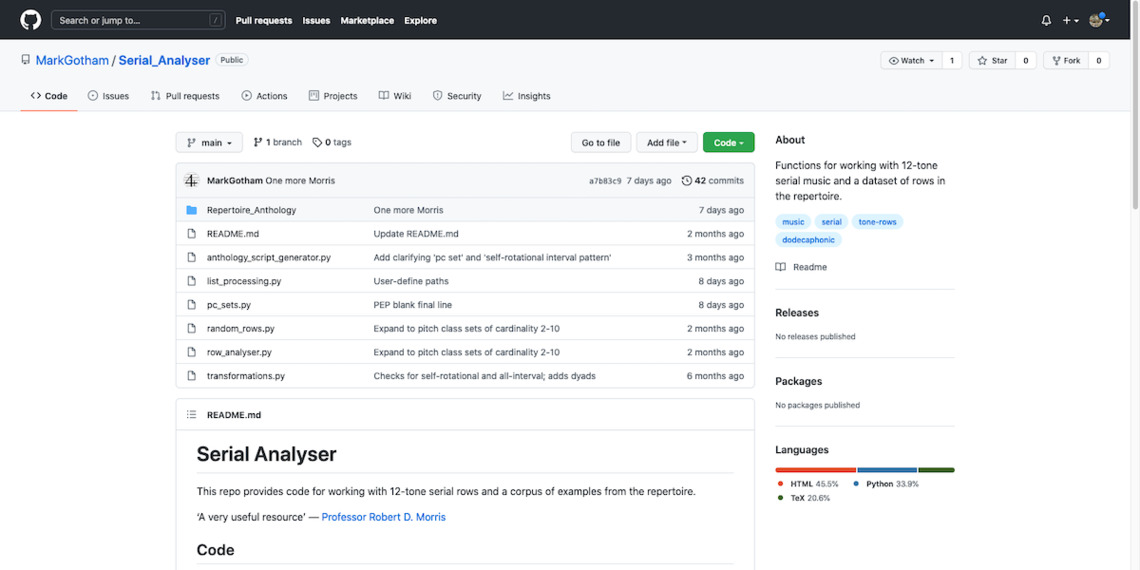 Search or jump to... / Pull requests Issues Marketplace Explore
MarkGotham / Serial_Analyser Public Watch 1 Star 0 Fork 0
Code Issues Pull requests Actions Projects Wiki Security Insights
main 1 branch 0 tags Go to file Add file Code
MarkGotham One more Morris a7b83c9 7 days ago 42 commits
Repertoire_Anthology One more Morris 7 days ago
README.md Update README.md 2 months ago
anthology_script_generator.py Add clarifying 'pc set' and 'self-rotational interval pattern' 3 months ago
list_processing.py User-define paths 8 days ago
pc_sets.py PEP blank final line 8 days ago
random_rows.py Expand to pitch class sets of cardinality 2-10 2 months ago
row_analyser.py Expand to pitch class sets of cardinality 2-10 2 months ago
transformations.py Checks for self-rotational and all-interval; adds dyads 6 months ago
README.md
Serial Analyser
This repo provides code for working with 12-tone serial rows and a corpus of examples from the repertoire.
‘A very useful resource’ — Professor Robert D. Morris
Code
About
Functions for working with 12-tone
serial music and a dataset of rows in
the repertoire.
music serial tone-rows
dodecaphonic
Readme
Releases
No releases published
Packages
No packages published
Languages
HTML 45.5% Python 33.9%
TeX 20.6%